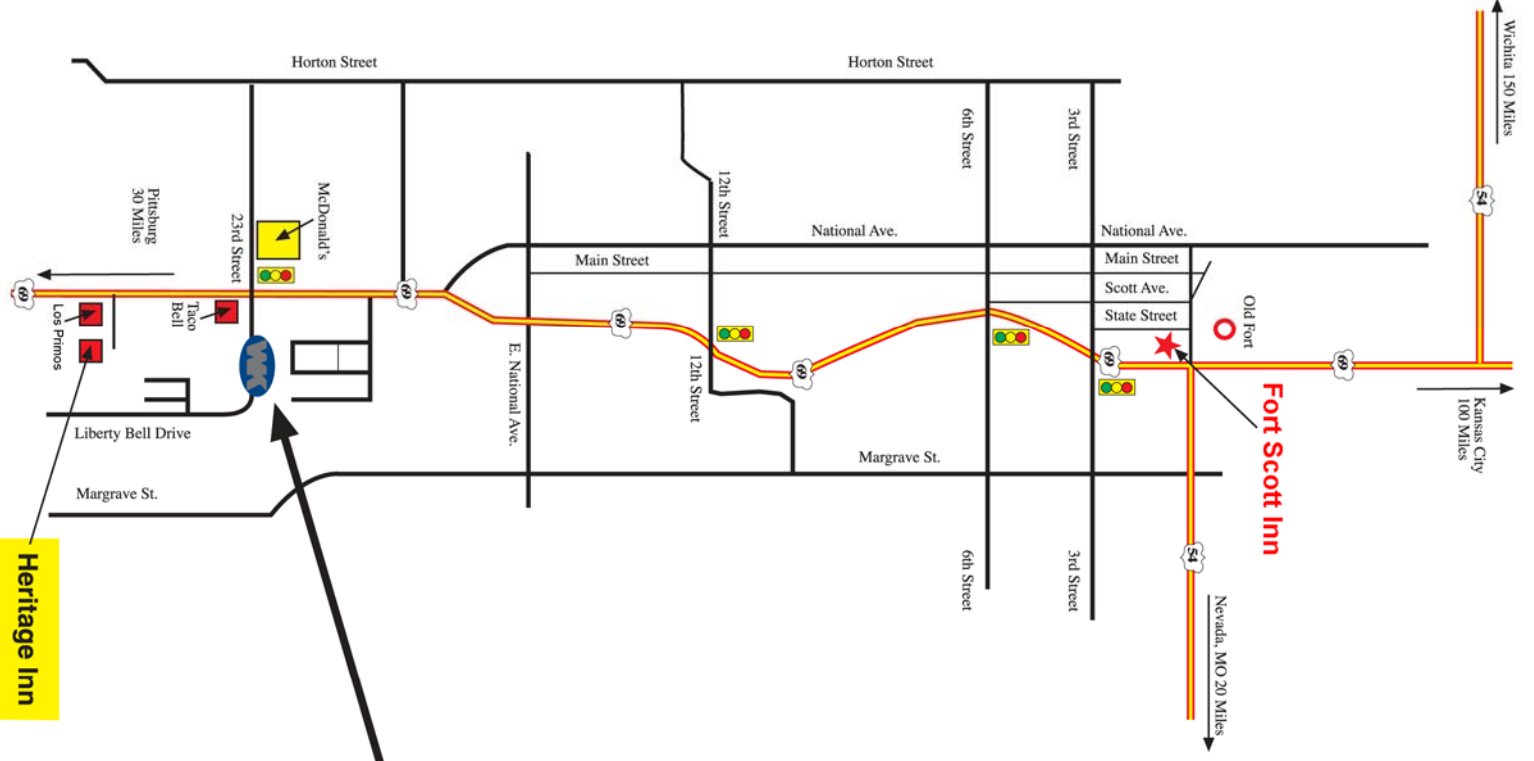 Wichita 150 Miles
54
Horton Street
Horton Street
6th Street
3rd Street
McDonald's
12th Street
Pittsburg
30 Miles
23rd Street
National Ave.
National Ave.
Main Street
Main Street
Scott Ave.
State Street
Old Fort
69
Los Primos
Taco
Bell
69
69
69
69
69
WK
E. National Ave.
12th Street
Kansas City
100 Miles
Fort Scott Inn
Liberty Bell Drive
Margrave St.
Margrave St.
6th Street
3rd Street
54
Nevada, MO 20 Miles
Heritage Inn